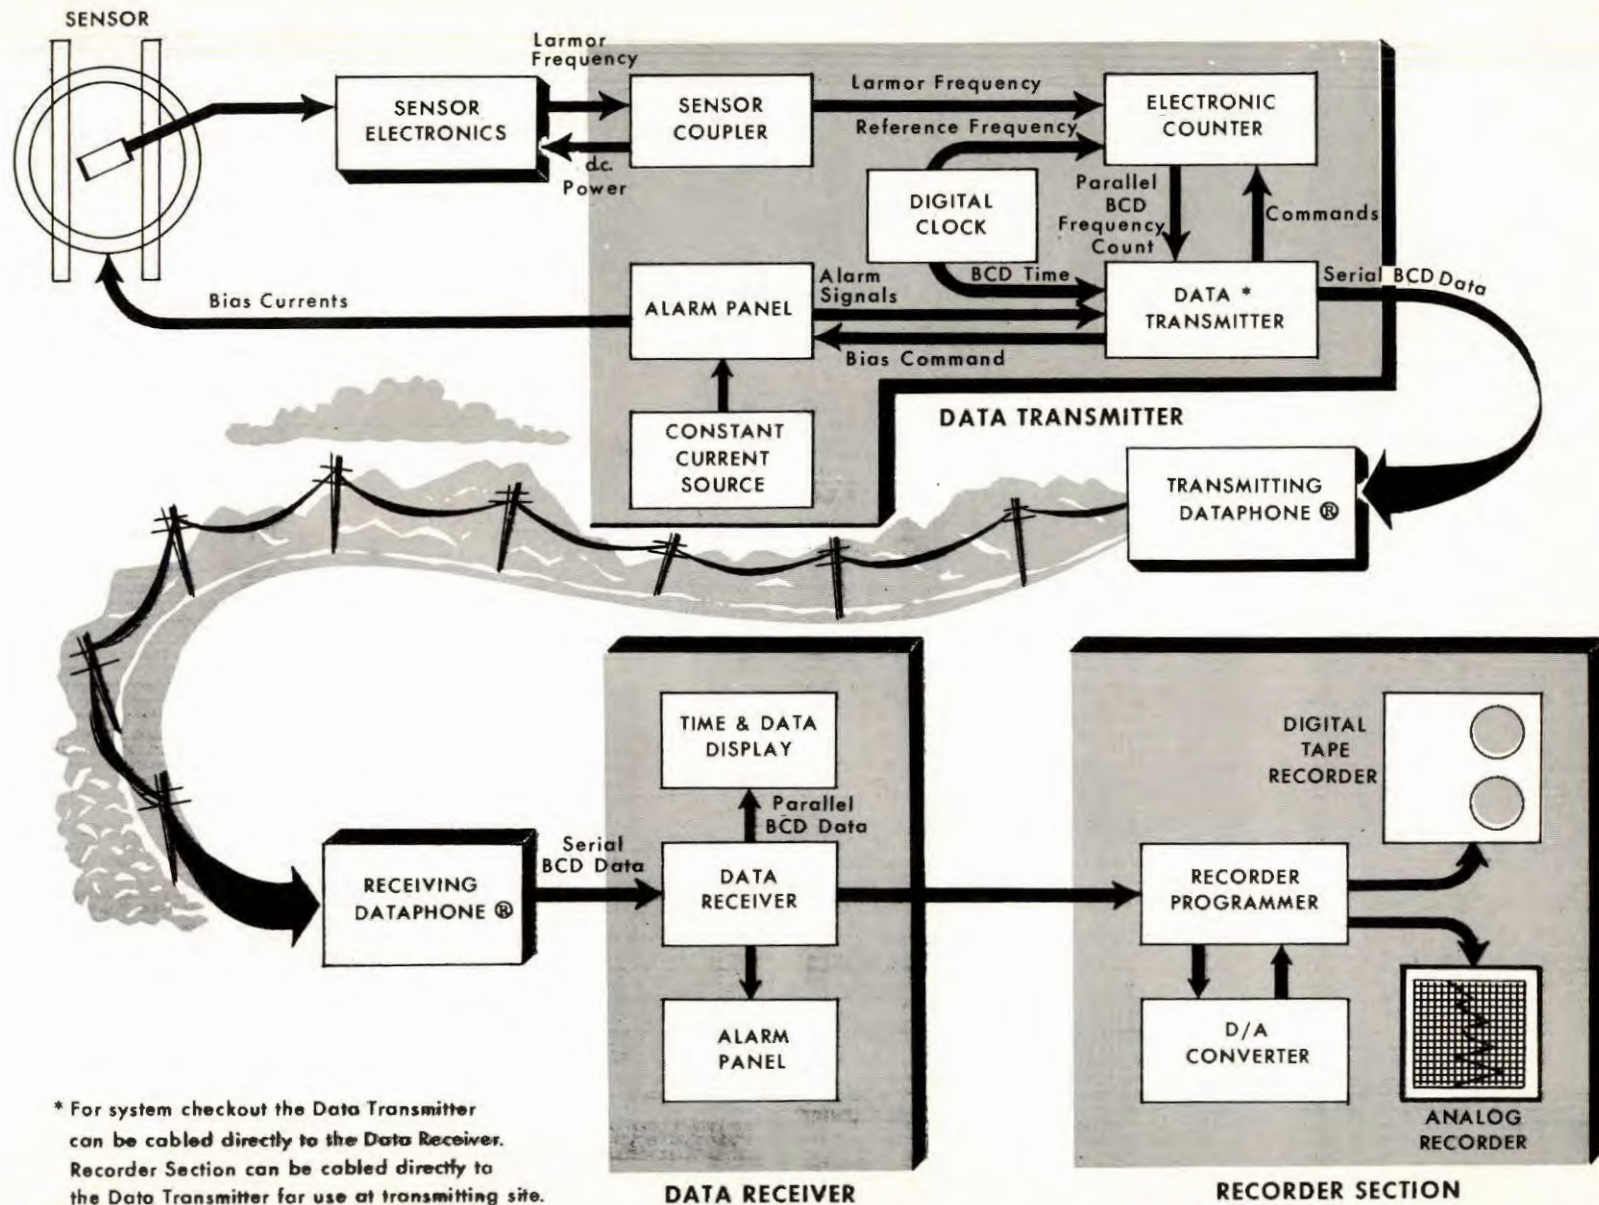 SENSOR
Larmor
Frequency
SENSOR
ELECTRONICS
d.c.
Power
SENSOR
COUPLER
Larmor Frequency
Reference Frequency
ELECTRONIC
COUNTER
DIGITAL
CLOCK
Parallel
BCD
Frequency
Count
Commands
Bias Currents
ALARM PANEL
Alarm
Signals
BCD Time
Bias Command
DATA *
TRANSMITTER
Serial BCD Data
CONSTANT
CURRENT
SOURCE
DATA TRANSMITTER
TRANSMITTING
DATAPHONE ®
RECEIVING
DATAPHONE ®
Serial
BCD Data
TIME & DATA
DISPLAY
Parallel
BCD Data
DATA
RECEIVER
ALARM
PANEL
DATA RECEIVER
DIGITAL
TAPE
RECORDER
RECORDER
PROGRAMMER
D/A
CONVERTER
ANALOG
RECORDER
RECORDER SECTION
* For system checkout the Data Transmitter
can be cabled directly to the Data Receiver.
Recorder Section can be cabled directly to
the Data Transmitter for use at transmitting site.